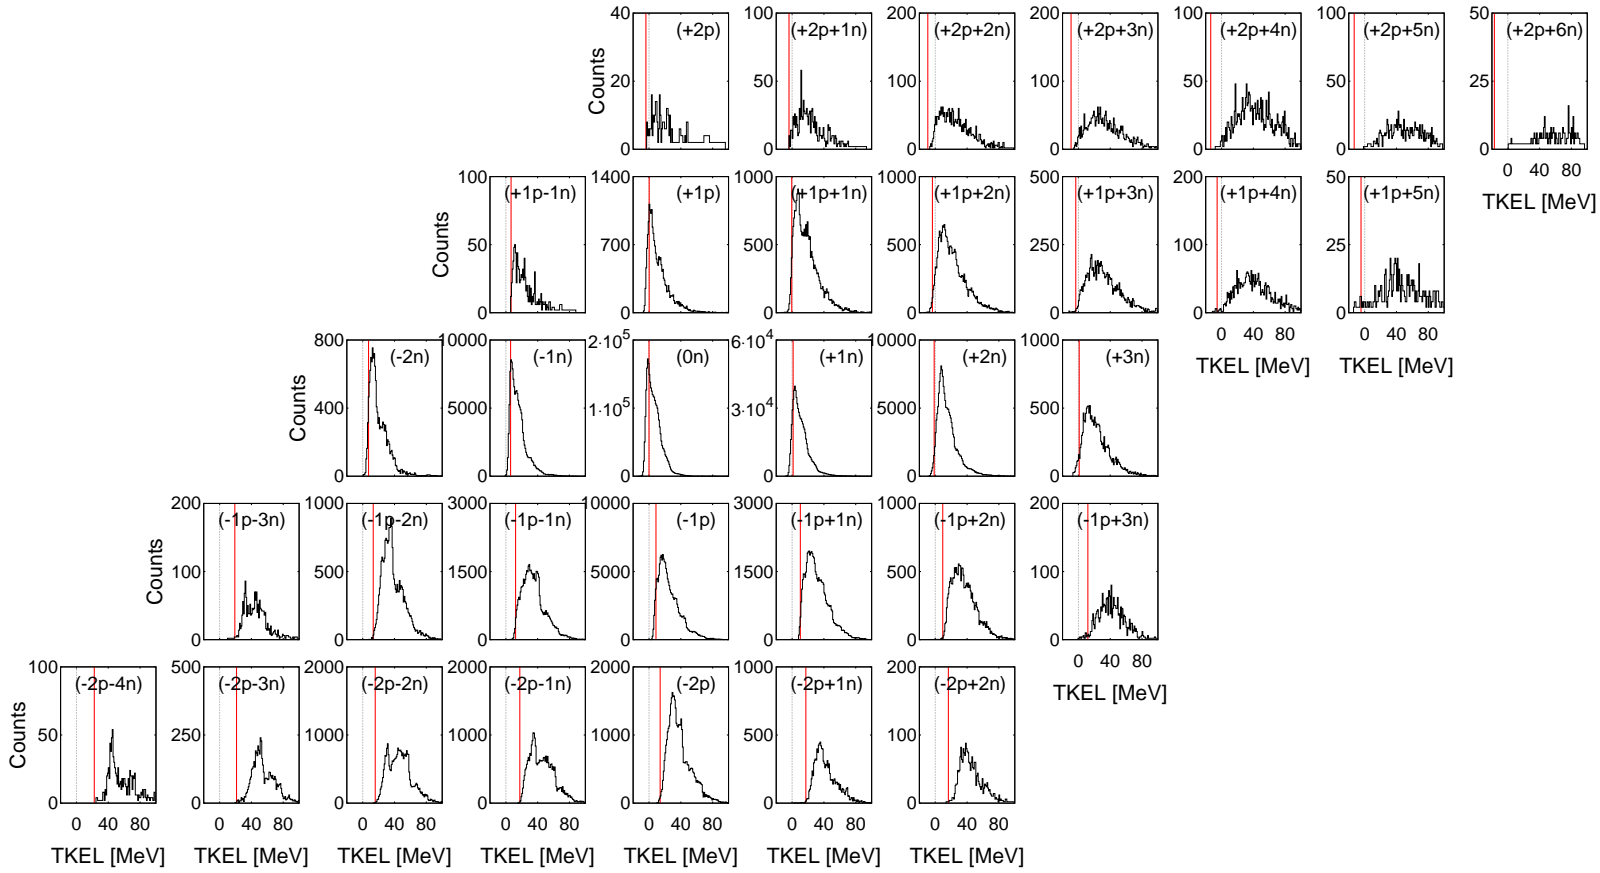 40 20 0 Counts (+2p)
100 50 0 (+2p+1n)
200 100 0 (+2p+2n)
200 100 0 (+2p+3n)
100 50 0 (+2p+4n)
100 50 0 (+2p+5n)
50 25 0 (+2p+6n)
0 40 80
TKEL [MeV]
100 50 0 Counts (+1p-1n)
1400 700 0 (+1p)
1000 500 0 (+1p+1n)
1000 500 0 (+1p+2n)
500 250 0 (+1p+3n)
200 100 0 (+1p+4n)
50 25 0 (+1p+5n)
0 40 80
0 40 80
TKEL [MeV]
TKEL [MeV]
800 400 0 Counts (-2n)
10000 5000 0 (-1n)
2·10^5 1·10^5 0 (0n)
6·10^4 3·10^4 0 (+1n)
10000 5000 0 (+2n)
1000 500 0 (+3n)
200 100 0 Counts (-1p-3n)
1000 500 0 (-1p-2n)
3000 1500 0 (-1p-1n)
10000 5000 0 (-1p)
3000 1500 0 (-1p+1n)
1000 500 0 (-1p+2n)
200 100 0 (-1p+3n)
0 40 80
TKEL [MeV]
100 50 0 Counts (-2p-4n)
500 250 0 (-2p-3n)
2000 1000 0 (-2p-2n)
2000 1000 0 (-2p-1n)
2000 1000 0 (-2p)
1000 500 0 (-2p+1n)
200 100 0 (-2p+2n)
0 40 80
0 40 80
0 40 80
0 40 80
0 40 80
0 40 80
0 40 80
TKEL [MeV]
TKEL [MeV]
TKEL [MeV]
TKEL [MeV]
TKEL [MeV]
TKEL [MeV]
TKEL [MeV]